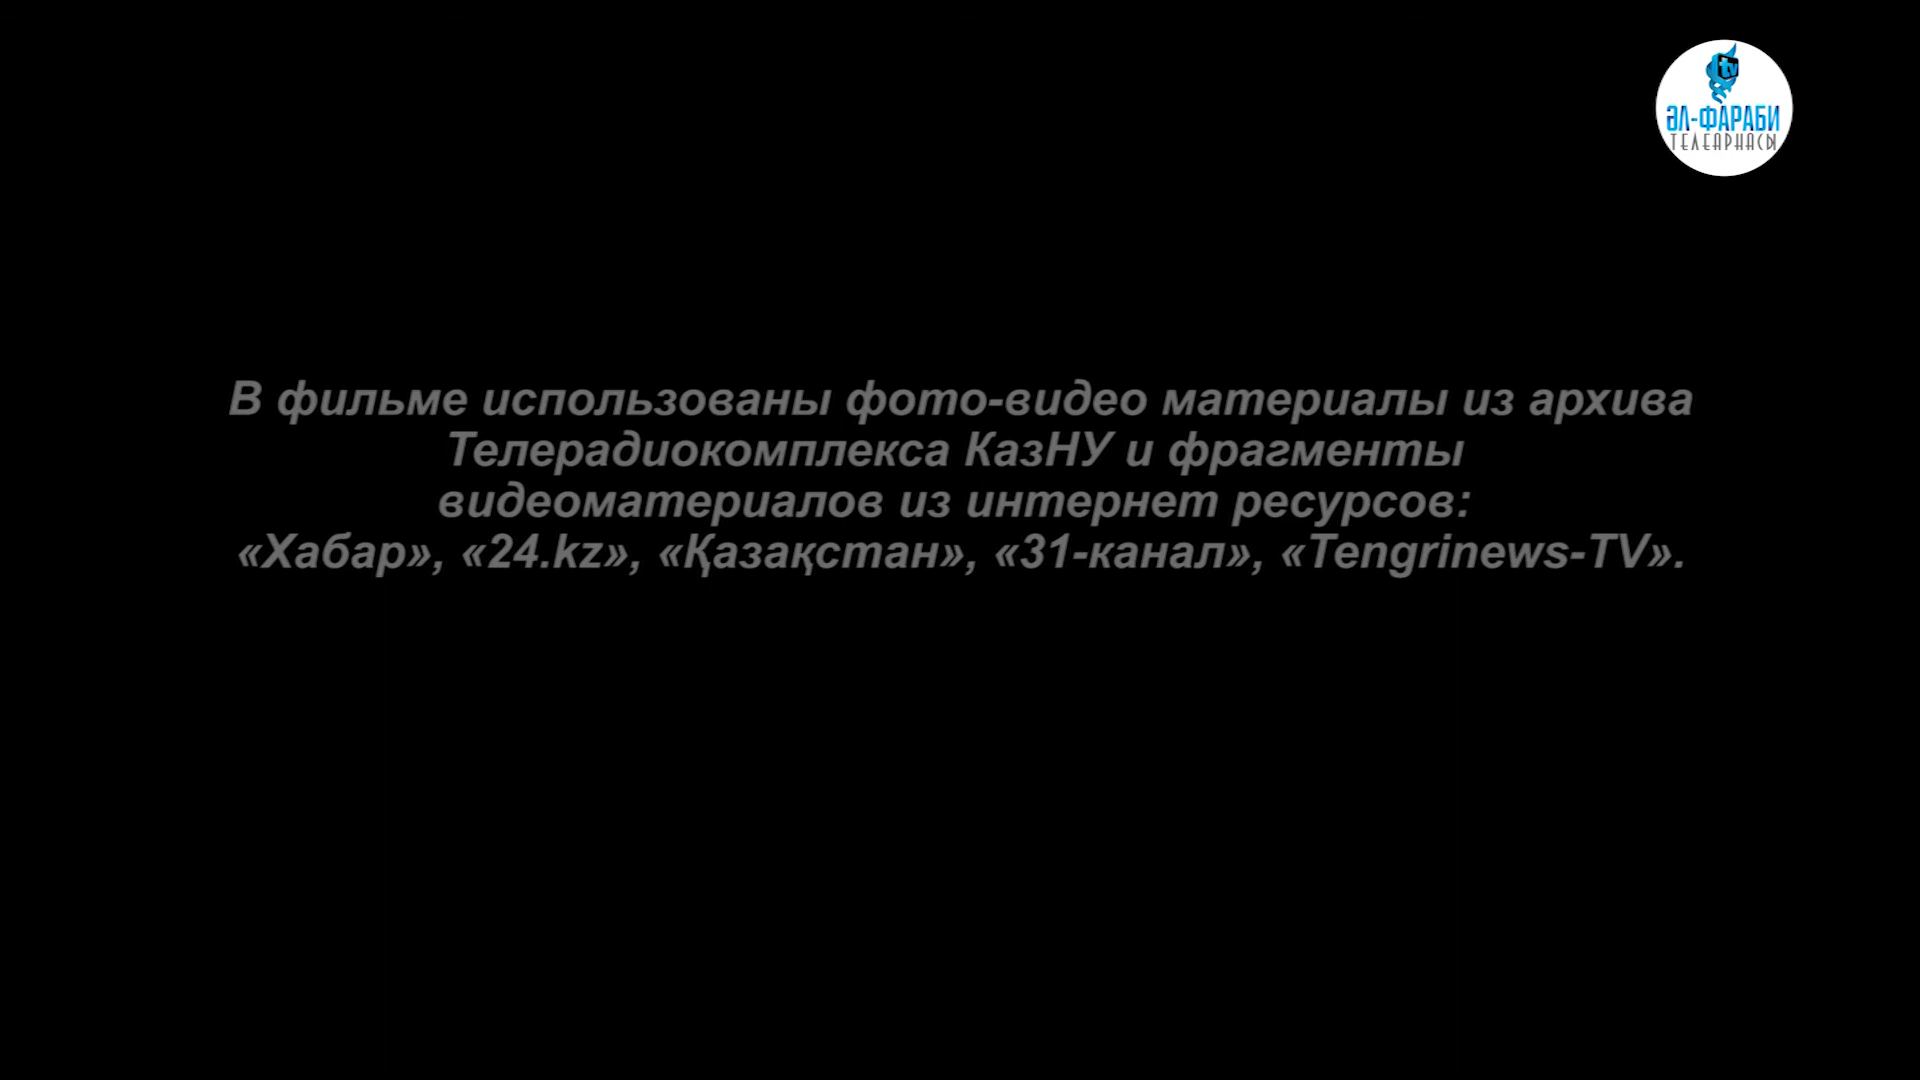 tv
ӘЛ-ФАРАБИ
ТЕЛЕАРНАСЫ
В фильме использованы фото-видео материалы из архива
Телерадиокомплекса КазНУ и фрагменты
видеоматериалов из интернет ресурсов:
«Хабар», «24.kz», «Қазақстан», «31-канал», «Tengrinews-TV».